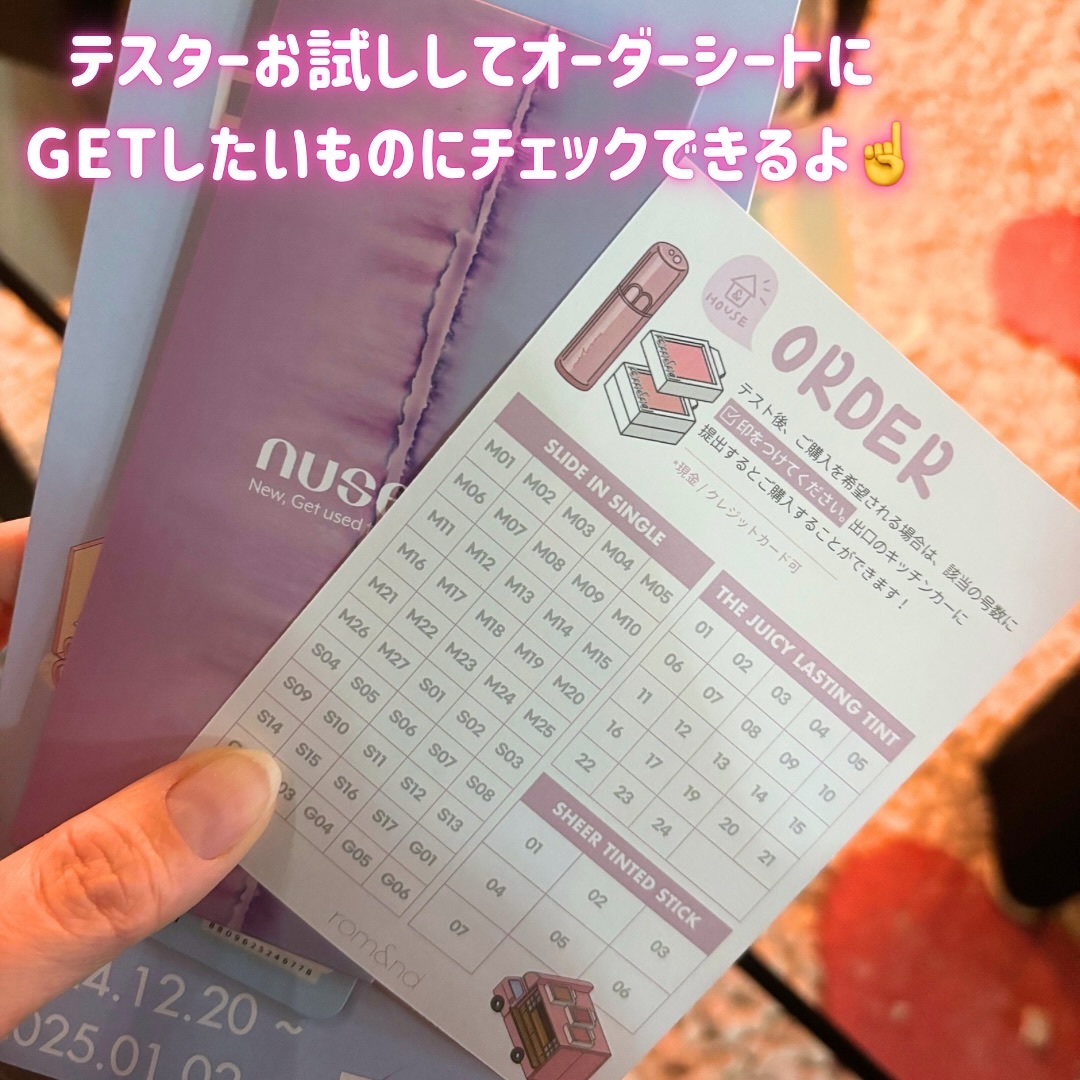 テスターお試ししてオーダーシートに
GETしたいものにチェックできるよ☝
HOUSE
ORDER
テスト後、ご購入を希望される場合は、該当の号数に
印をつけてください。出口のキッチンカーに
提出するとご購入することができます！
*現金 / クレジットカード可
SLIDE IN SINGLE
M01 M02 M03 M04 M05
M06 M07 M08 M09 M10
M11 M12 M13 M14 M15
M16 M17 M18 M19 M20
M21 M22 M23 M24 M25
M26 M27 S01 S02 S03
S04 S05 S06 S07 S08
S09 S10 S11 S12 S13
S14 S15 S16 S17 G01
G04 G05 G06
THE JUICY LASTING TINT
01 02 03 04 05
06 07 08 09 10
11 12 13 14 15
16 17 19 20 21
22 23 24
SHEER TINTED STICK
01 02 03
04 05 06
07
rom&nd
New, Get used
8809625246778
4.12.20 ~
025.01.02